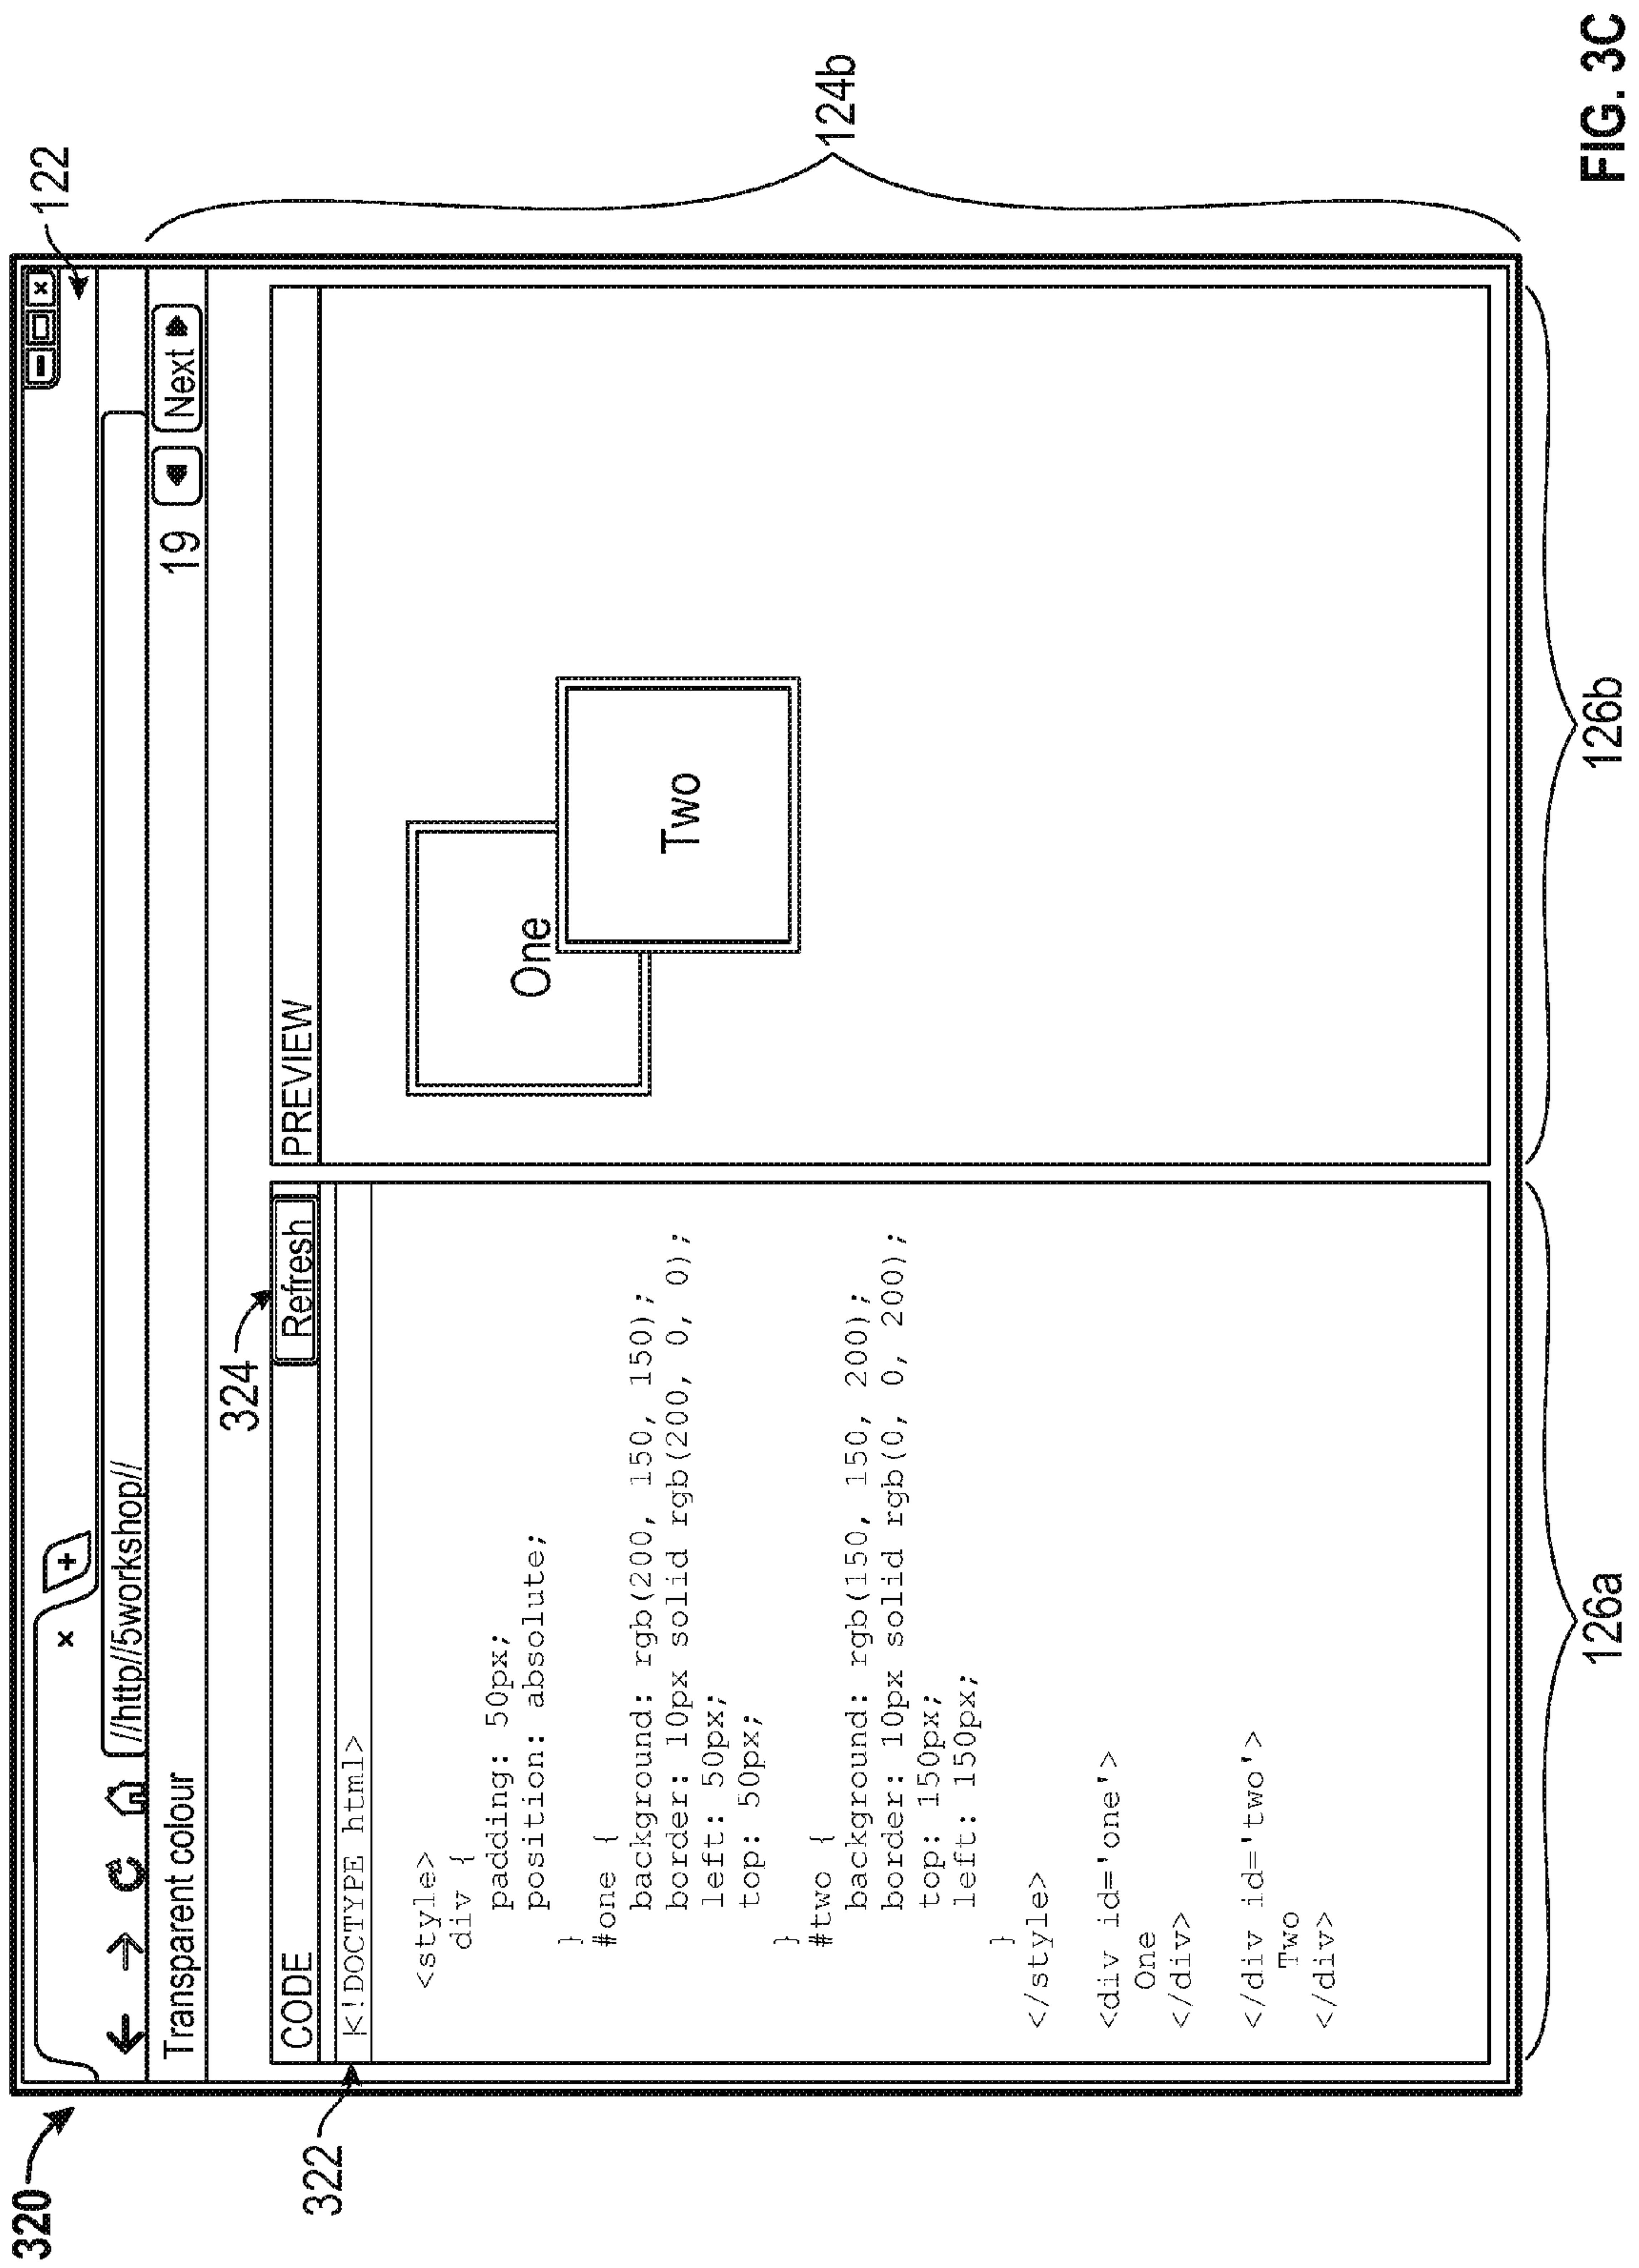 320
122
×
+
//http//5workshop//
Transparent colour
19
Next
324
CODE
Refresh
PREVIEW
322
<!DOCTYPE html>
<style>
div {
padding: 50px;
position: absolute;
}
#one {
background: rgb(200, 150, 150);
border: 10px solid rgb(200, 0, 0);
left: 50px;
top: 50px;
}
#two {
background: rgb(150, 150, 200);
border: 10px solid rgb(0, 0, 200);
top: 150px;
left: 150px;
}
</style>
<div id='one'>
One
</div>
</div id='two'>
Two
</div>
One
Two
124b
126a
126b
FIG. 3C